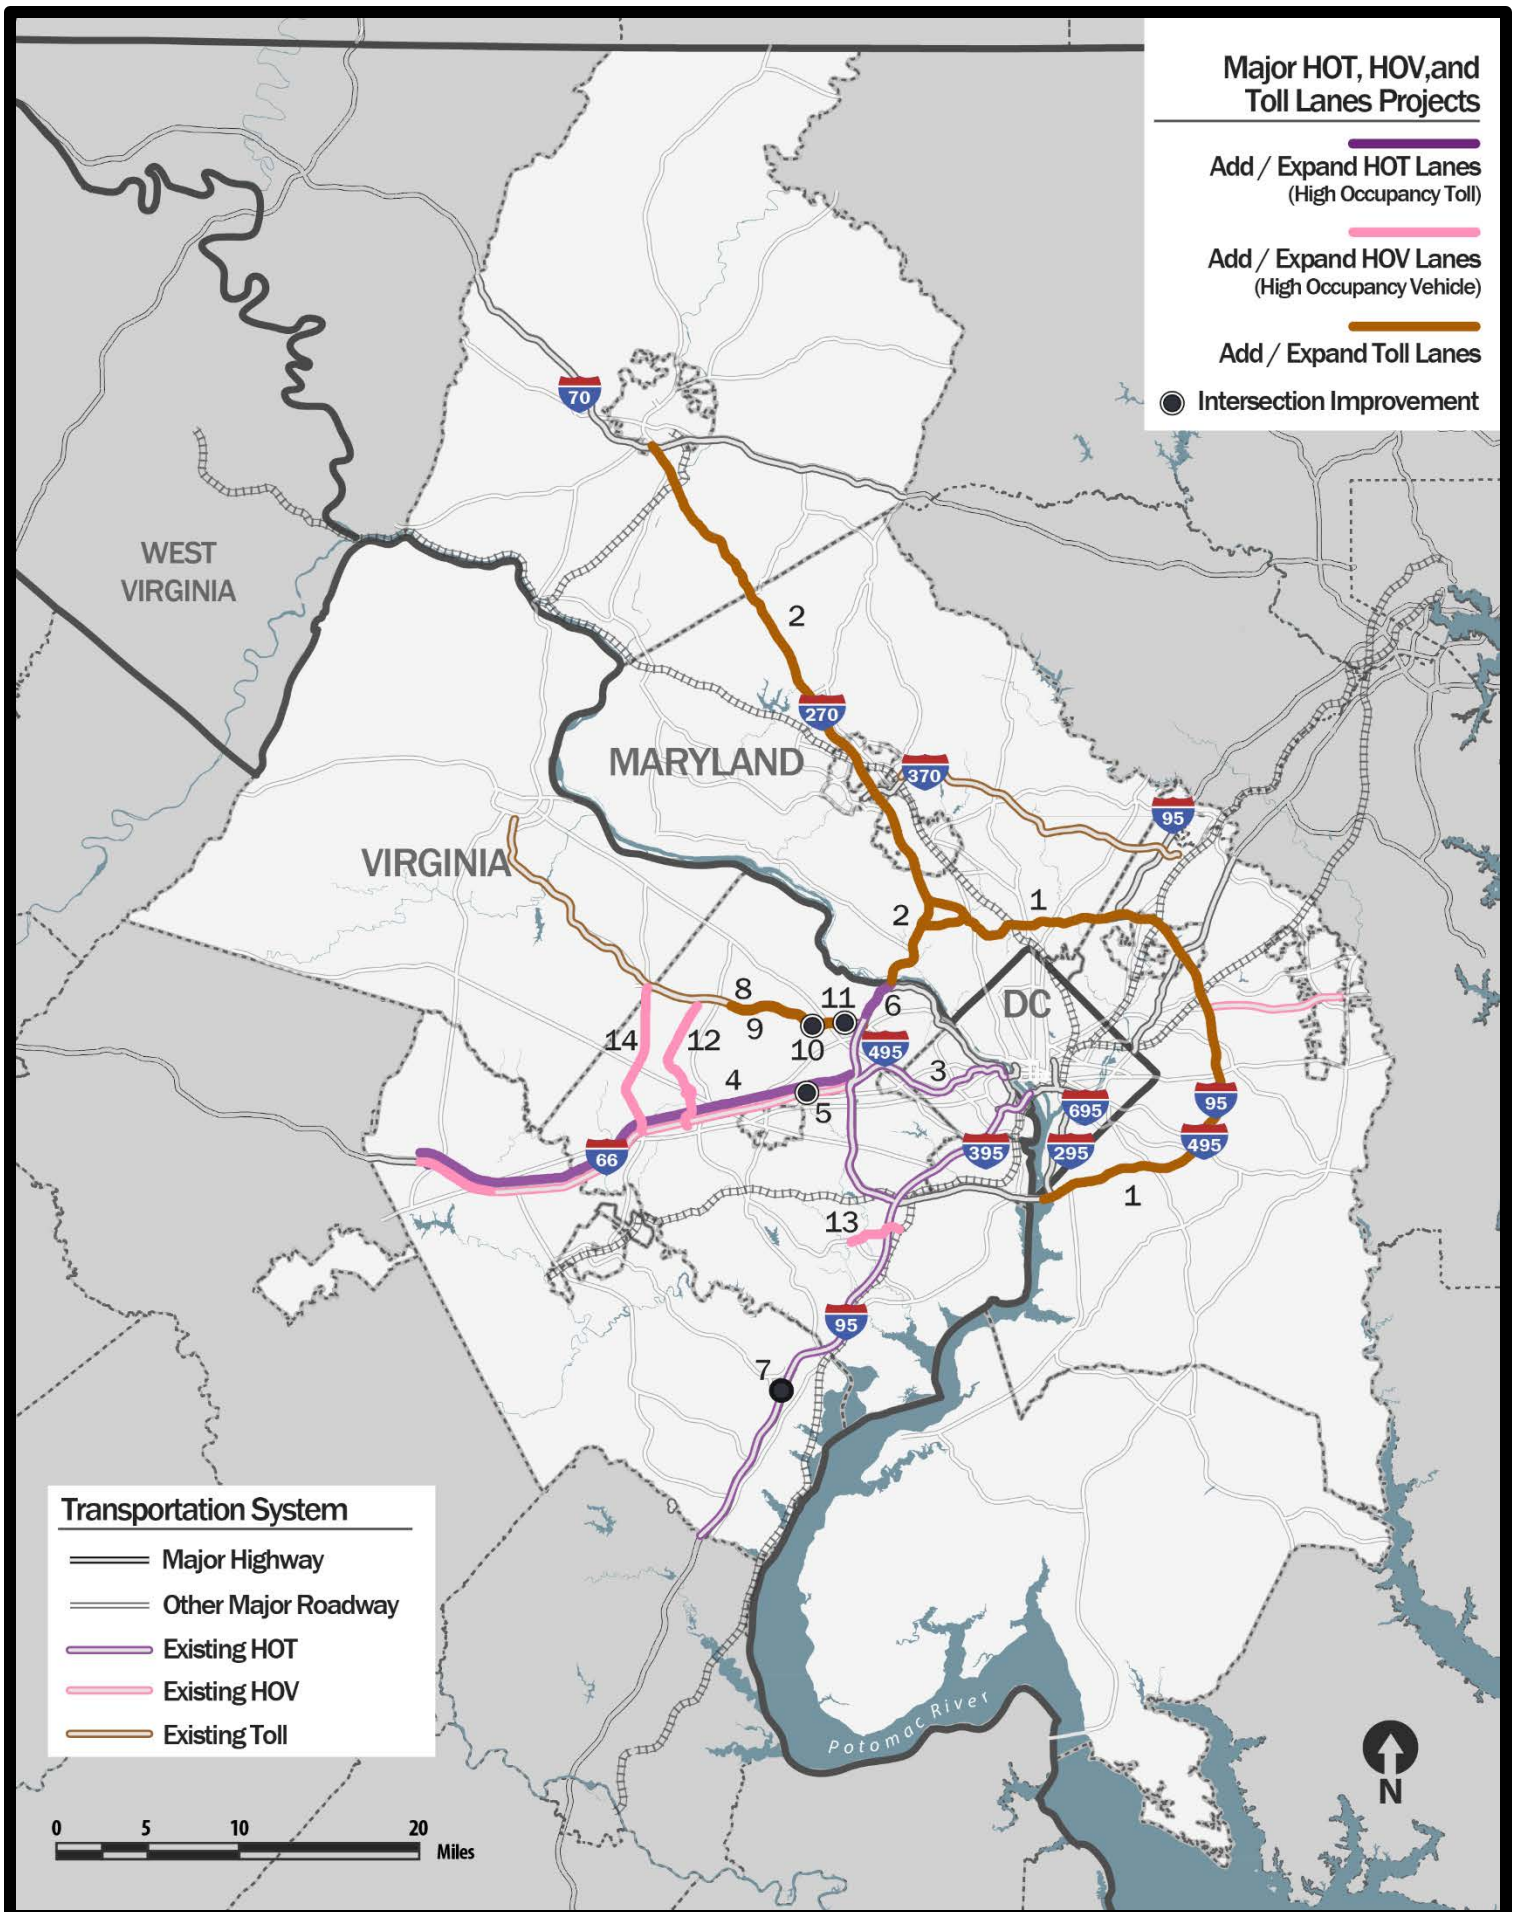 Major HOT, HOV,and
Toll Lanes Projects
Add / Expand HOT Lanes
(High Occupancy Toll)
Add / Expand HOV Lanes
(High Occupancy Vehicle)
Add / Expand Toll Lanes
Intersection Improvement
70
WEST
VIRGINIA
2
270
MARYLAND
370
95
VIRGINIA
1
2
DC
8
11
6
9
10
14
12
495
3
4
5
695
95
66
395
295
495
1
13
95
7
Transportation System
Major Highway
Other Major Roadway
Existing HOT
Existing HOV
Existing Toll
Potomac River
N
0 5 10 20
Miles